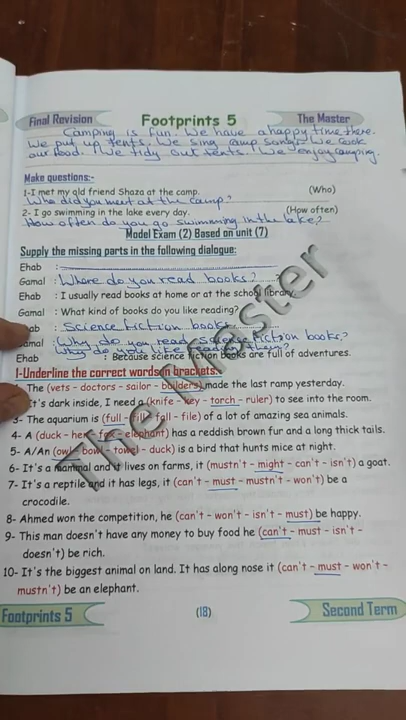 Final Revision
Footprints 5
The Master
Camping is fun. We have a happy time there.
We put up tents. We sing camp songs. We cook
our food. We tidy out tents. We enjoy camping.
Make questions:-
1-I met my old friend Shaza at the camp. (Who)
Who did you meet at the camp?
2- I go swimming in the lake every day. (How often)
How often do you go swimming in the lake?
Model Exam (2) Based on unit (7)
Supply the missing parts in the following dialogue:
Ehab :
Gamal : Where do you read books? ?
Ehab : I usually read books at home or at the school library.
Gamal : What kind of books do you like reading?
Ehab : Science fiction books
Gamal : Why do you read science fiction books?
Why do you like reading them?
Ehab : Because science fiction books are full of adventures.
1-Underline the correct words in brackets:-
The (vets - doctors - sailor - builders) made the last ramp yesterday.
It's dark inside, I need a (knife - key - torch - ruler) to see into the room.
3- The aquarium is (full - fall - file) of a lot of amazing sea animals.
4- A (duck - hen - fox - elephant) has a reddish brown fur and a long thick tails.
5- A/An (owl - bowl - towel - duck) is a bird that hunts mice at night.
6- It's a mammal and it lives on farms, it (mustn't - might - can't - isn't) a goat.
7- It's a reptile and it has legs, it (can't - must - mustn't - won't) be a
crocodile.
8- Ahmed won the competition, he (can't - won't - isn't - must) be happy.
9- This man doesn't have any money to buy food he (can't - must - isn't -
doesn't) be rich.
10- It's the biggest animal on land. It has along nose it (can't - must - won't -
mustn't) be an elephant.
Footprints 5
(18)
Second Term
The Master